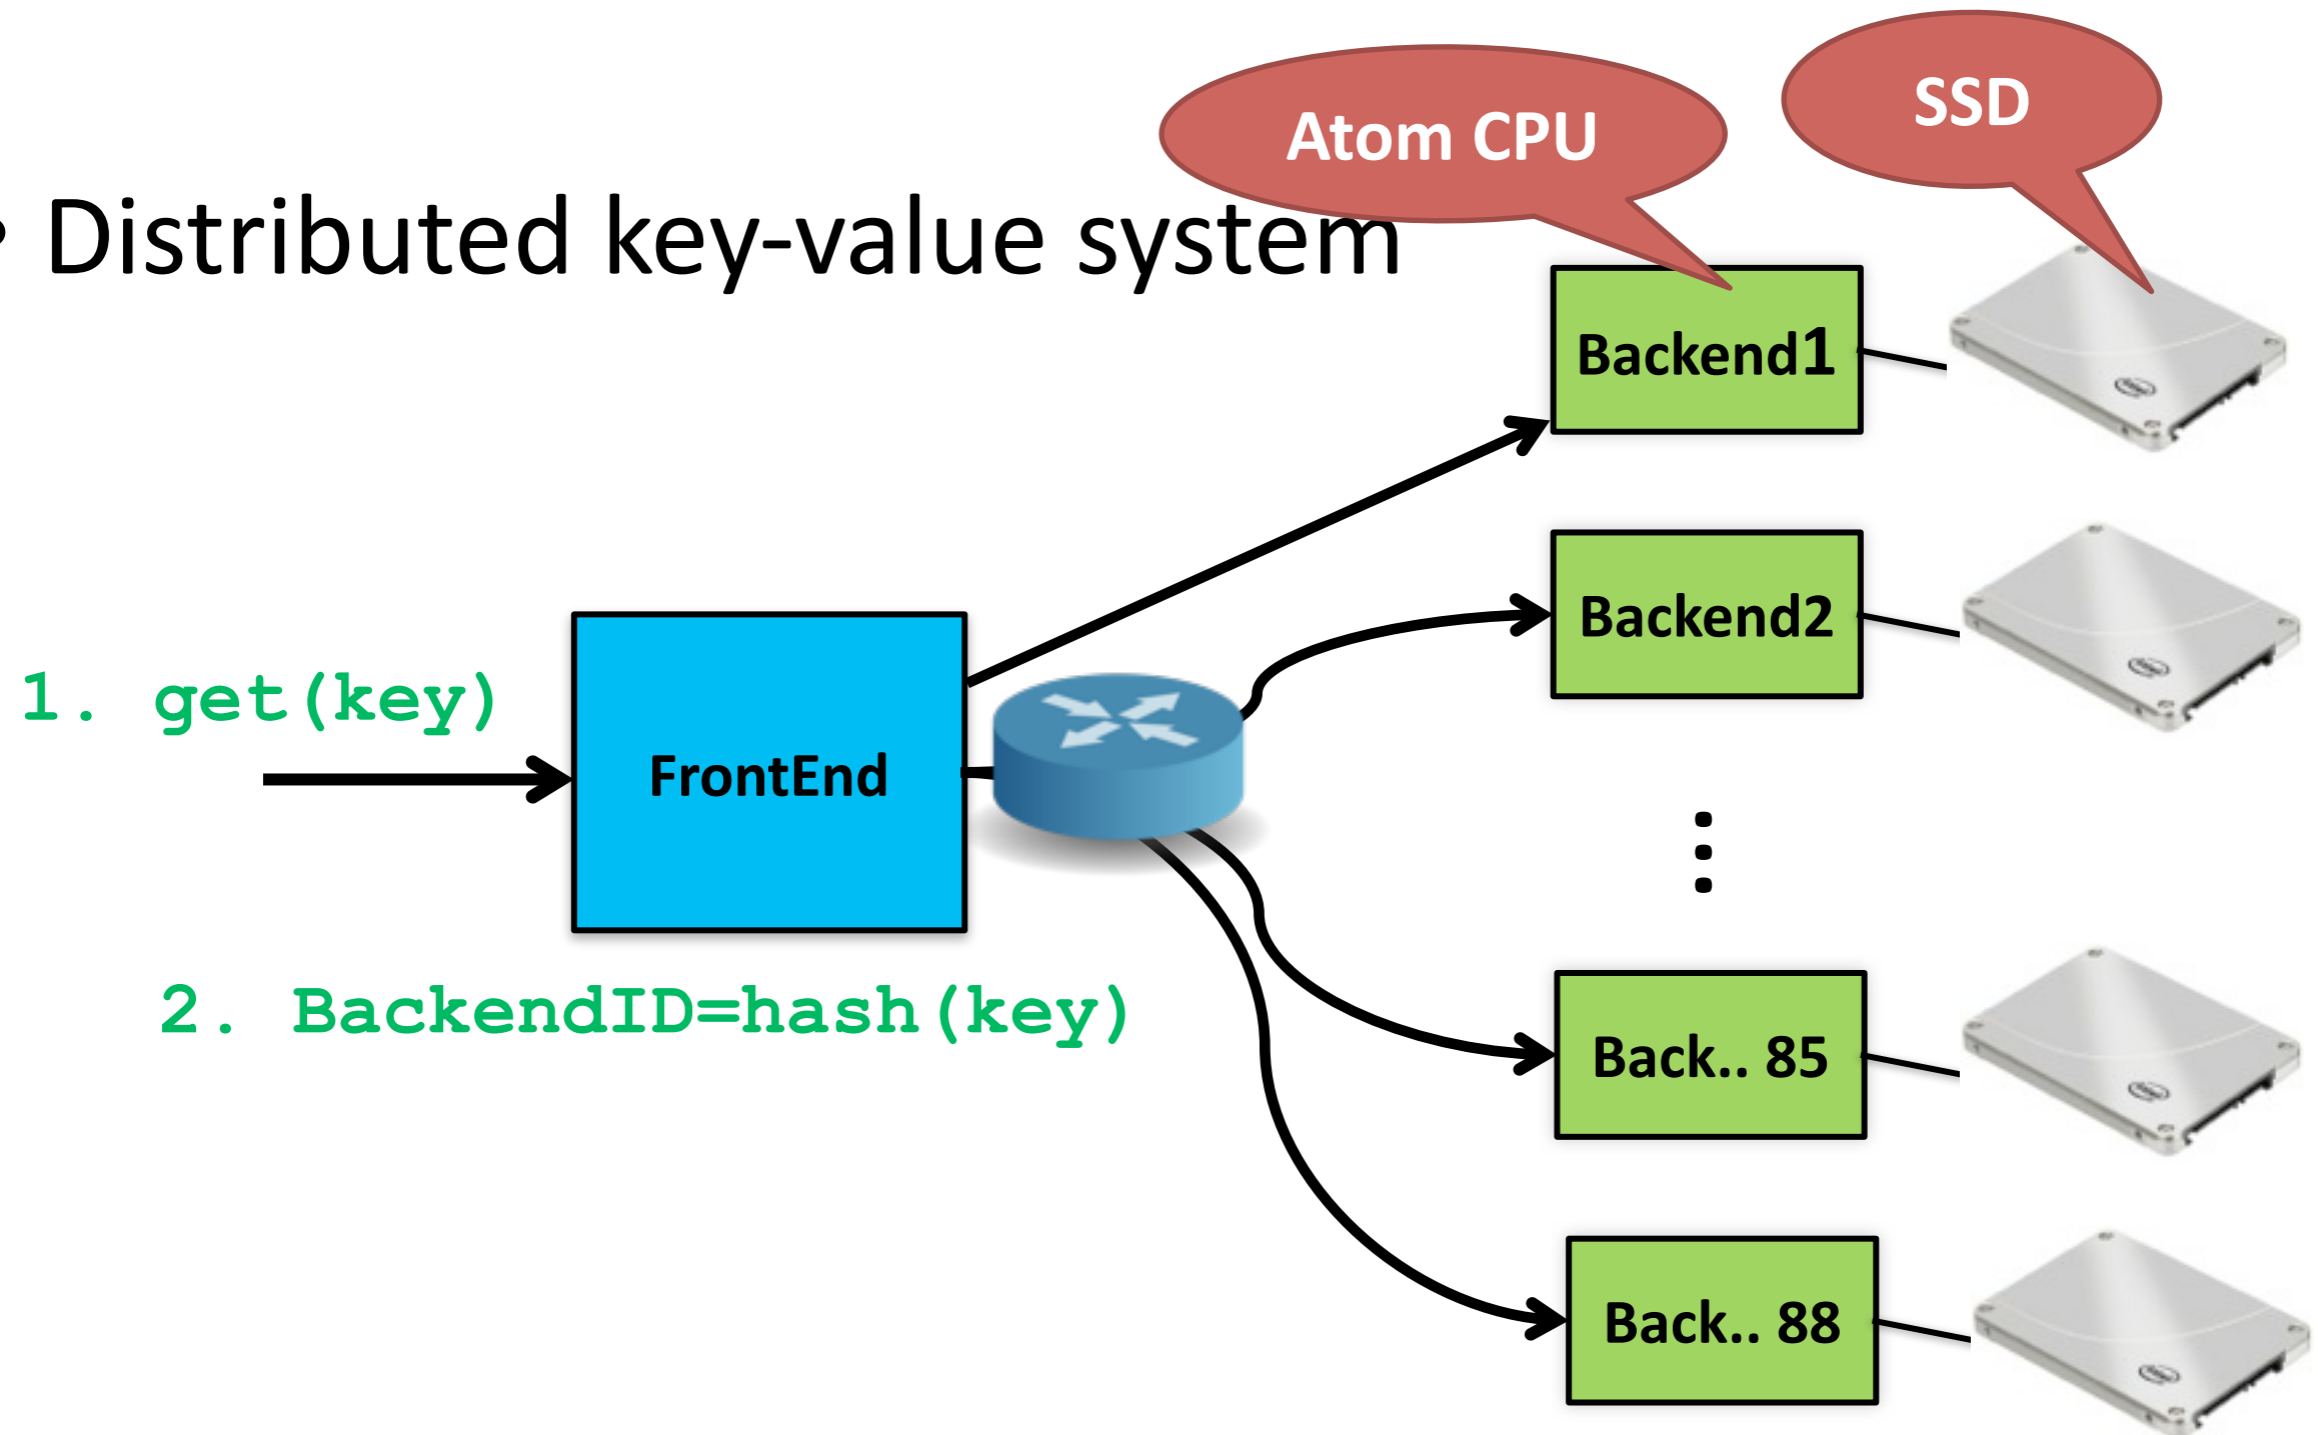 Atom CPU
SSD
• Distributed key-value system
Backend1
Backend2
1. get(key)
FrontEnd
⋮
2. BackendID=hash(key)
Back.. 85
Back.. 88